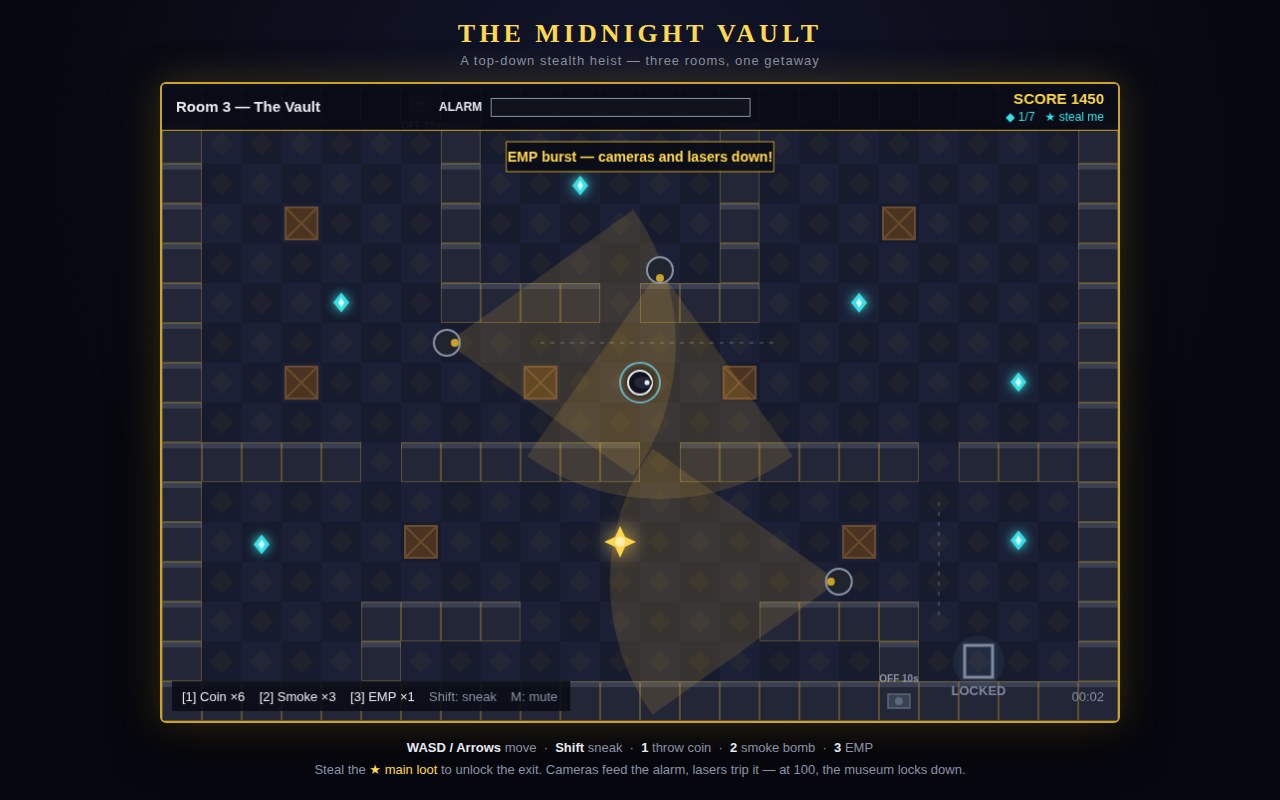 THE MIDNIGHT VAULT
A top-down stealth heist — three rooms, one getaway
Room 3 — The Vault
ALARM
SCORE 1450
◆ 1/7 ★ steal me
EMP burst — cameras and lasers down!
OFF 10s
LOCKED
[1] Coin ×6 [2] Smoke ×3 [3] EMP ×1 Shift: sneak M: mute
00:02
WASD / Arrows move · Shift sneak · 1 throw coin · 2 smoke bomb · 3 EMP
Steal the ★ main loot to unlock the exit. Cameras feed the alarm, lasers trip it — at 100, the museum locks down.